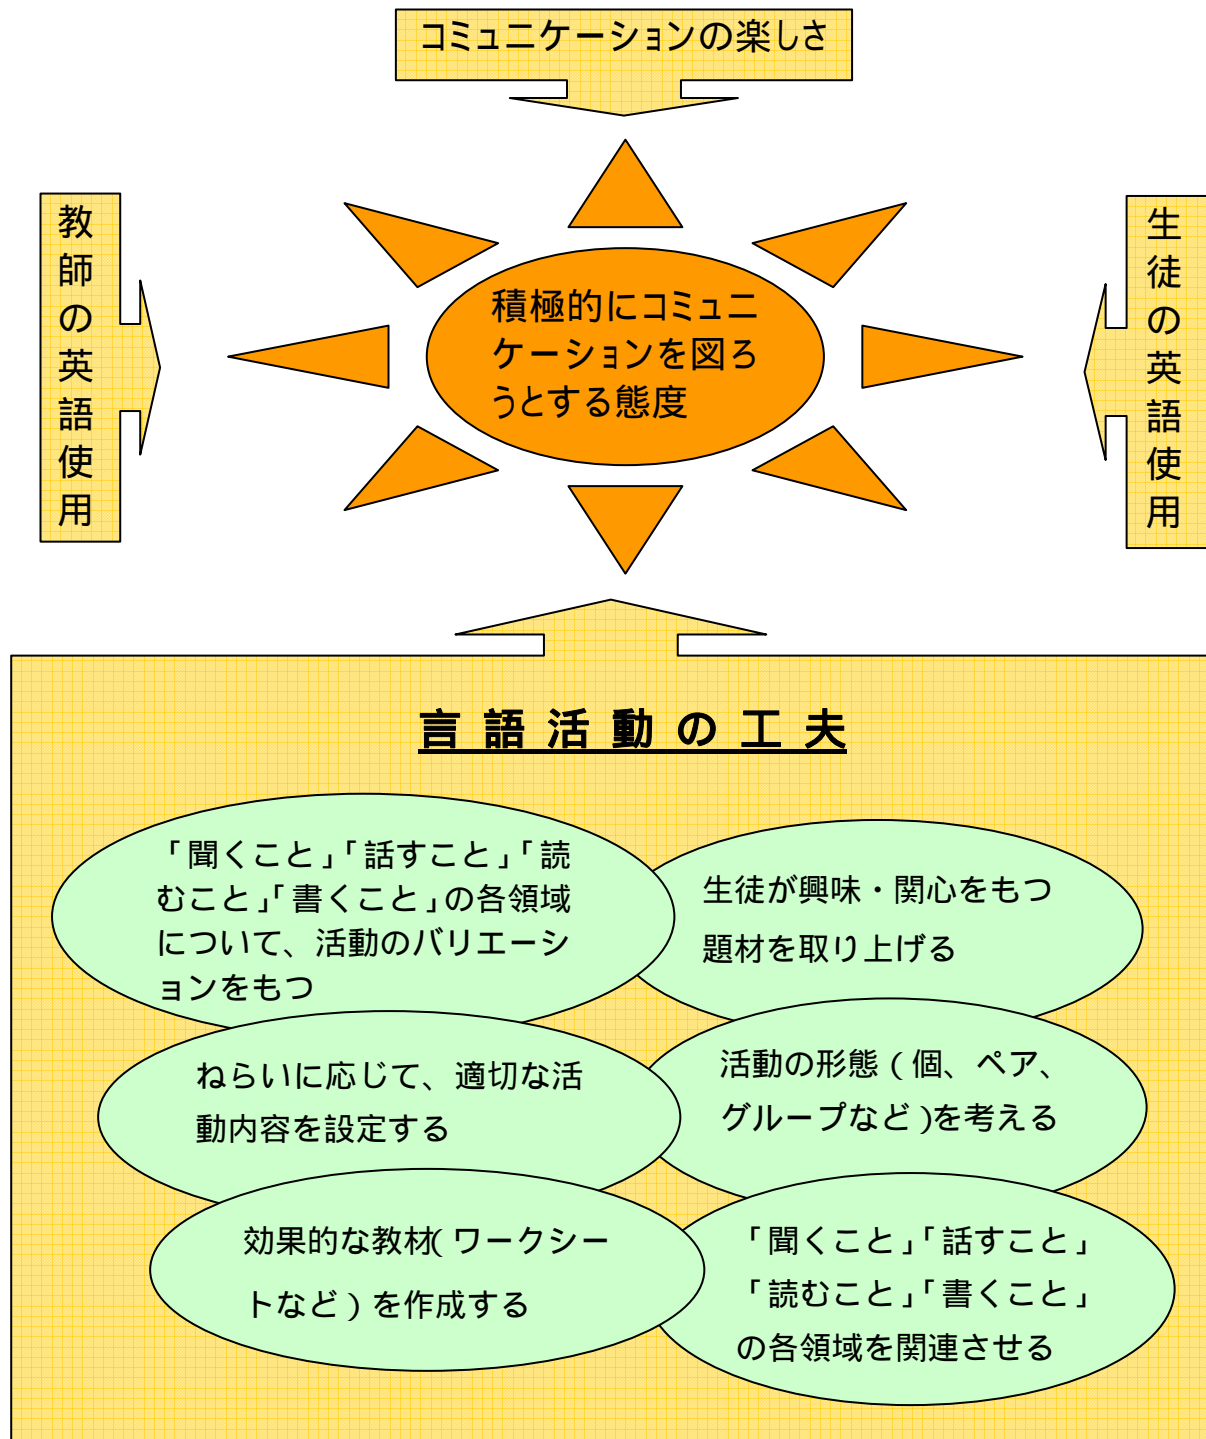 コミュニケーションの楽しさ
教師の英語使用
積極的にコミュニ
ケーションを図ろ
うとする態度
生徒の英語使用
言語活動の工夫
「聞くこと」「話すこと」、「読
むこと」「書くこと」の各領域
について、活動のバリエーシ
ョンをもつ
生徒が興味・関心をもつ
題材を取り上げる
ねらいに応じて、適切な活
動内容を設定する
活動の形態（個、ペア、
グループなど）を考える
効果的な教材（ワークシー
トなど）を作成する
「聞くこと」「話すこと」
「読むこと」「書くこと」
の各領域を関連させる